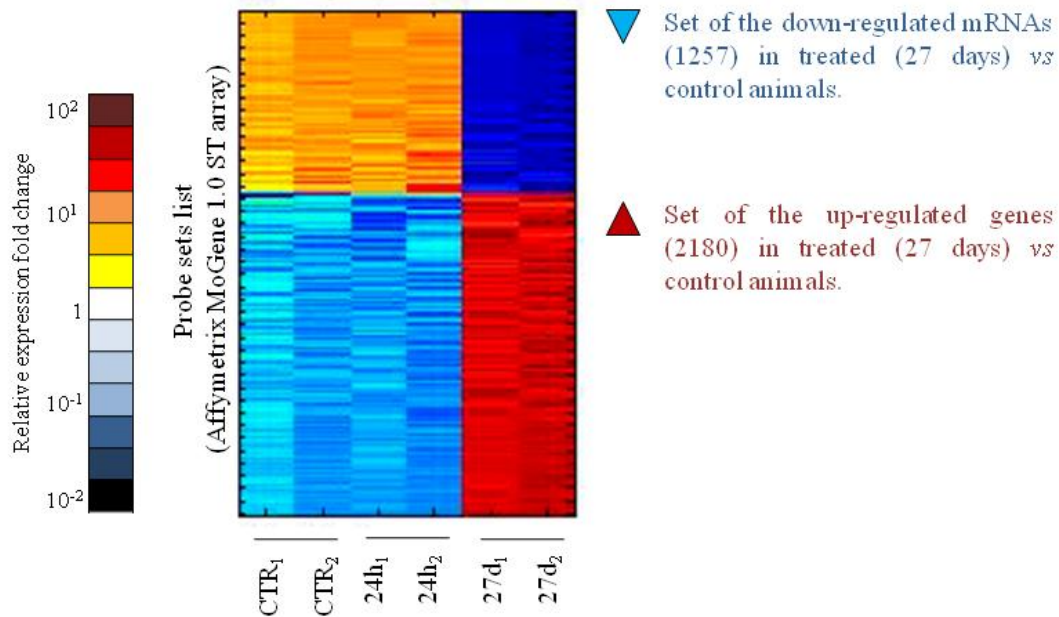 Set of the down-regulated mRNAs
(1257) in treated (27 days) vs
control animals.
Set of the up-regulated genes
(2180) in treated (27 days) vs
control animals.
Relative expression fold change
10²
10¹
1
10⁻¹
10⁻²
Probe sets list
(Affymetrix MoGene 1.0 ST array)
CTR₁
CTR₂
24h₁
24h₂
27d₁
27d₂